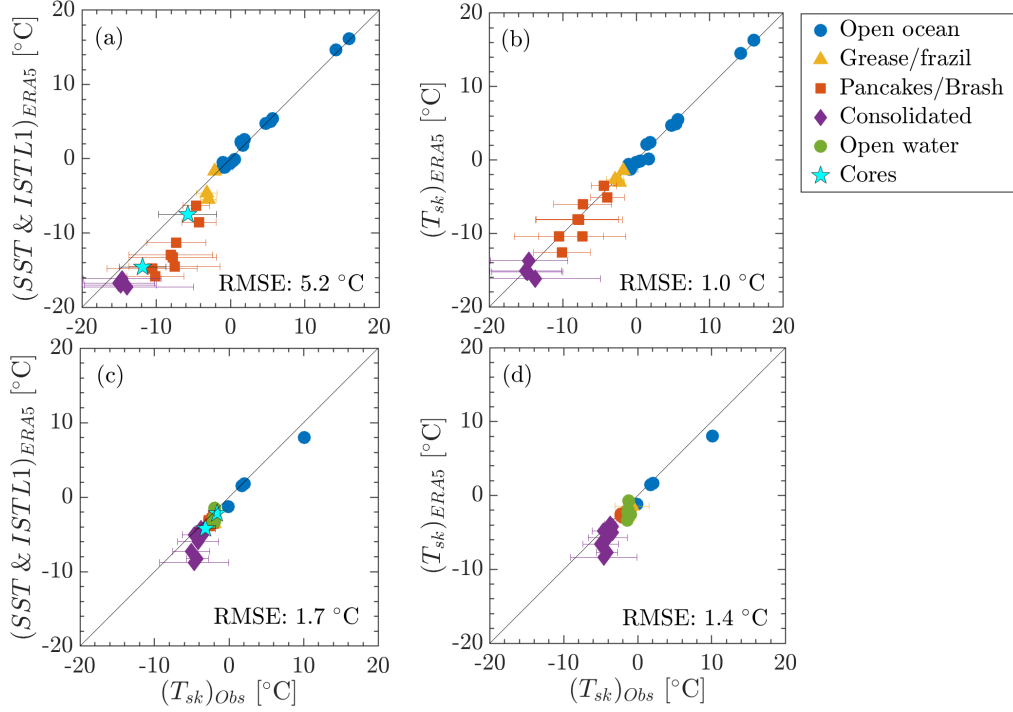 (a)
(SST & ISTL1)ERA5 [°C]
20
10
0
-10
-20
-20 -10 0 10 20
RMSE: 5.2 °C
(b)
(Tsk)ERA5 [°C]
20
10
0
-10
-20
-20 -10 0 10 20
RMSE: 1.0 °C
Open ocean
Grease/frazil
Pancakes/Brash
Consolidated
Open water
Cores
(c)
(SST & ISTL1)ERA5 [°C]
20
10
0
-10
-20
-20 -10 0 10 20
RMSE: 1.7 °C
(Tsk)Obs [°C]
(d)
(Tsk)ERA5 [°C]
20
10
0
-10
-20
-20 -10 0 10 20
RMSE: 1.4 °C
(Tsk)Obs [°C]